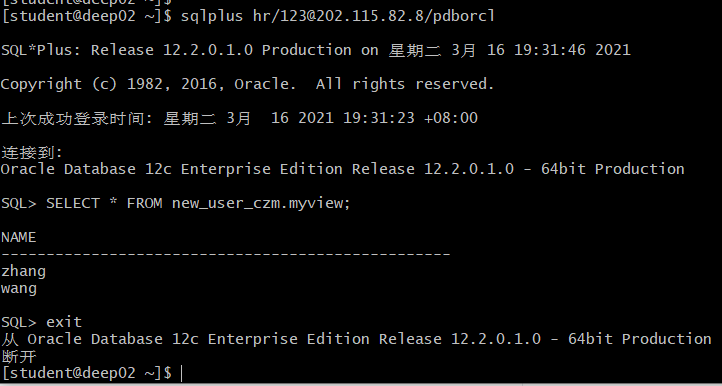 [student@deep02 ~]$
[student@deep02 ~]$ sqlplus hr/123@202.115.82.8/pdborcl
SQL*Plus: Release 12.2.0.1.0 Production on 星期二 3月 16 19:31:46 2021
Copyright (c) 1982, 2016, Oracle.  All rights reserved.
上次成功登录时间: 星期二 3月  16 2021 19:31:23 +08:00
连接到:
Oracle Database 12c Enterprise Edition Release 12.2.0.1.0 - 64bit Production
SQL> SELECT * FROM new_user_czm.myview;
NAME
--------------------------------------------------
zhang
wang
SQL> exit
从 Oracle Database 12c Enterprise Edition Release 12.2.0.1.0 - 64bit Production
断开
[student@deep02 ~]$